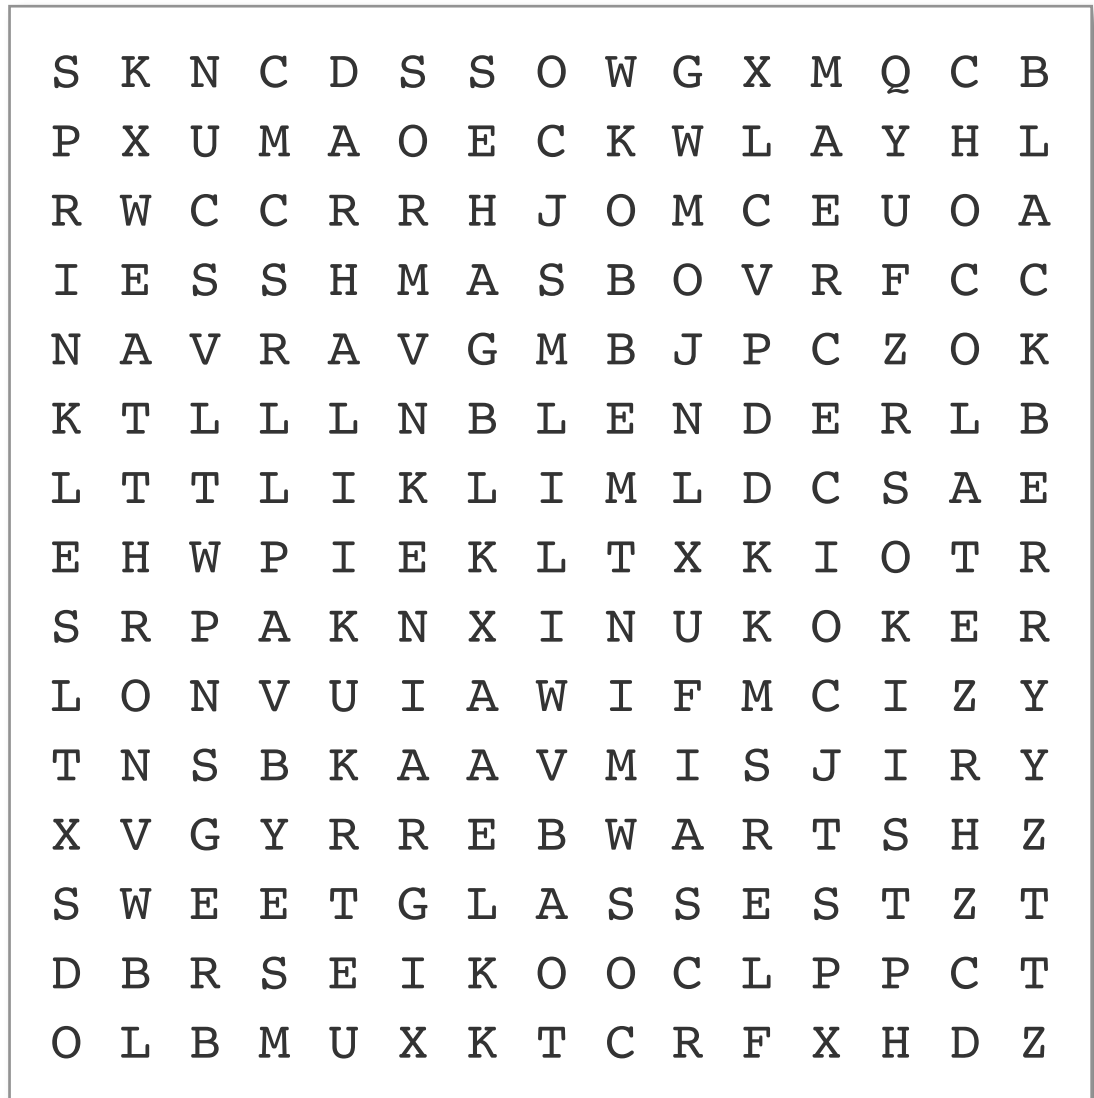 S K N C D S S O W G X M Q C B
P X U M A O E C K W L A Y H L
R W C C R R H J O M C E U O A
I E S S H M A S B O V R F C C
N A V R A V G M B J P C Z O K
K T L L L N B L E N D E R L B
L T T L I K L I M L D C S A E
E H W P I E K L T X K I O T R
S R P A K N X I N U K O K E R
L O N V U I A W I F M C I Z Y
T N S B K A A V M I S J I R Y
X V G Y R R E B W A R T S H Z
S W E E T G L A S S E S T Z T
D B R S E I K O O C L P P C T
O L B M U X K T C R F X H D Z